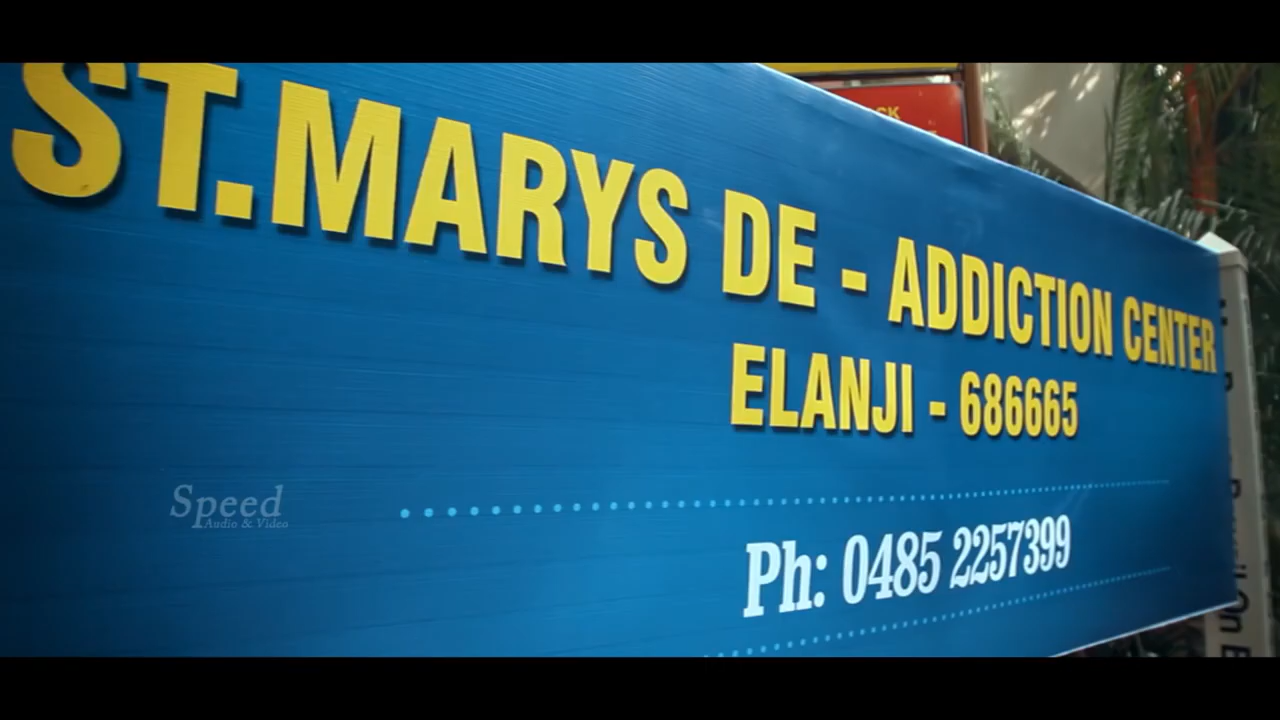 ST.MARYS DE - ADDICTION CENTER
ELANJI - 686665
Ph: 0485 2257399
Speed
Audio & Video